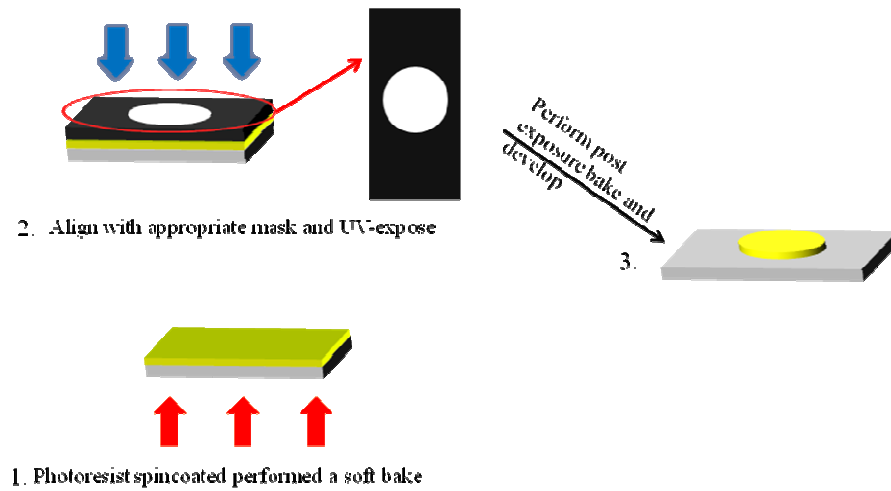 2. Align with appropriate mask and UV-expose
Perform post
exposure bake and
develop
3.
1. Photoresist spincoated performed a soft bake